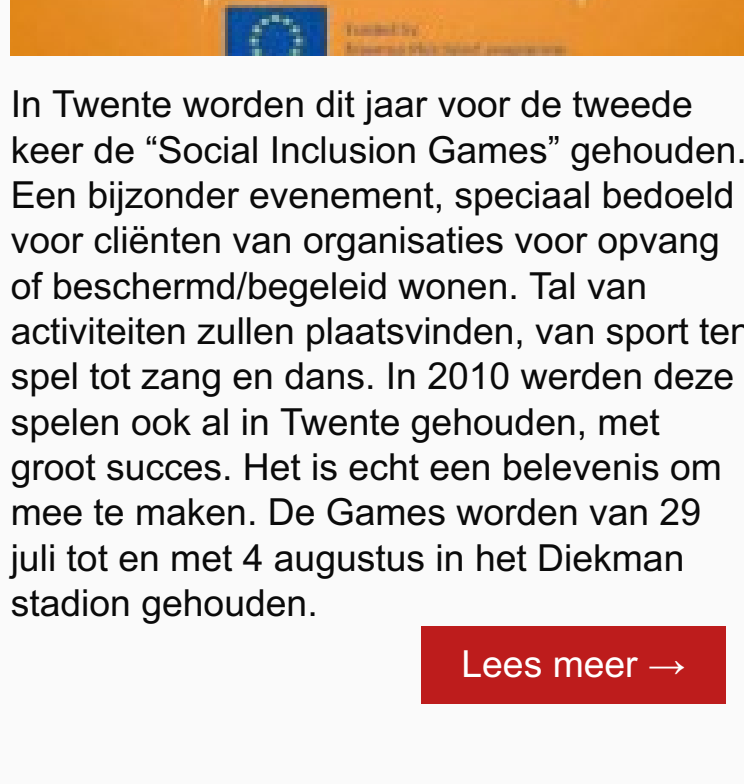 Funded by
In Twente worden dit jaar voor de tweede
keer de “Social Inclusion Games” gehouden.
Een bijzonder evenement, speciaal bedoeld
voor cliënten van organisaties voor opvang
of beschermd/begeleid wonen. Tal van
activiteiten zullen plaatsvinden, van sport ten
spel tot zang en dans. In 2010 werden deze
spelen ook al in Twente gehouden, met
groot succes. Het is echt een belevenis om
mee te maken. De Games worden van 29
juli tot en met 4 augustus in het Diekman
stadion gehouden.
Lees meer →